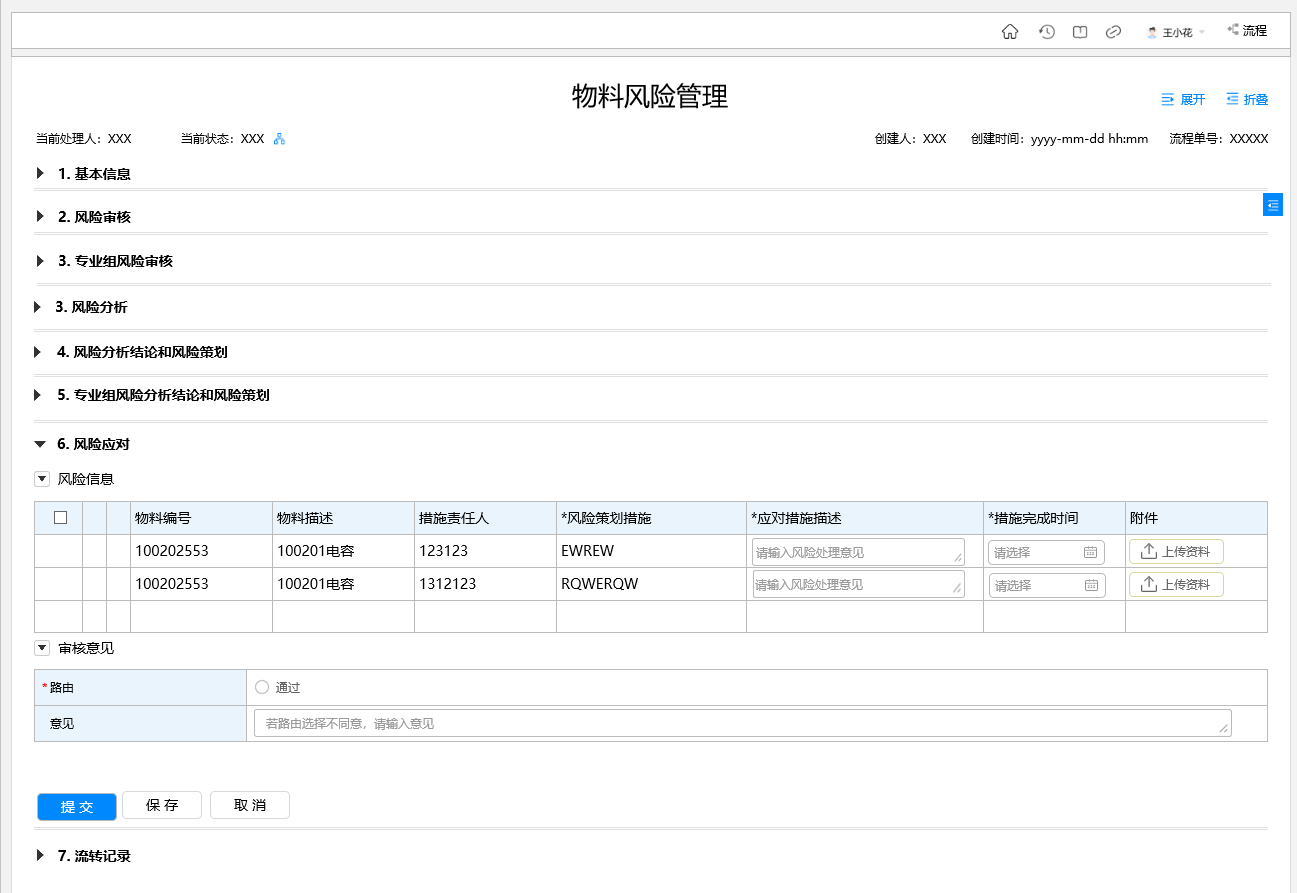 王小花 流程
物料风险管理
展开 折叠
当前处理人：XXX 当前状态：XXX 创建人：XXX 创建时间：yyyy-mm-dd hh:mm 流程单号：XXXXX
1. 基本信息
2. 风险审核
3. 专业组风险审核
3. 风险分析
4. 风险分析结论和风险策划
5. 专业组风险分析结论和风险策划
6. 风险应对
风险信息
物料编号 物料描述 措施责任人 *风险策划措施 *应对措施描述 *措施完成时间 附件
100202553 100201电容 123123 EWREW 请输入风险处理意见 请选择 上传资料
100202553 100201电容 1312123 RQWERQW 请输入风险处理意见 请选择 上传资料
审核意见
*路由 通过
意见 若路由选择不同意，请输入意见
提交 保存 取消
7. 流转记录